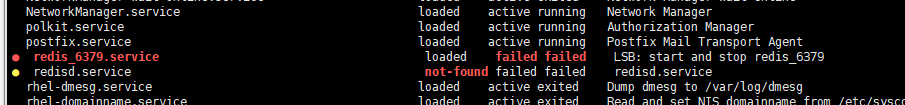 NetworkManager.service loaded active running Network Manager
polkit.service loaded active running Authorization Manager
postfix.service loaded active running Postfix Mail Transport Agent
● redis_6379.service loaded failed failed LSB: start and stop redis_6379
● redisd.service not-found failed failed redisd.service
rhel-dmesg.service loaded active exited Dump dmesg to /var/log/dmesg
rhel-domainname.service loaded active exited Read and set NIS domainname from /etc/sysco